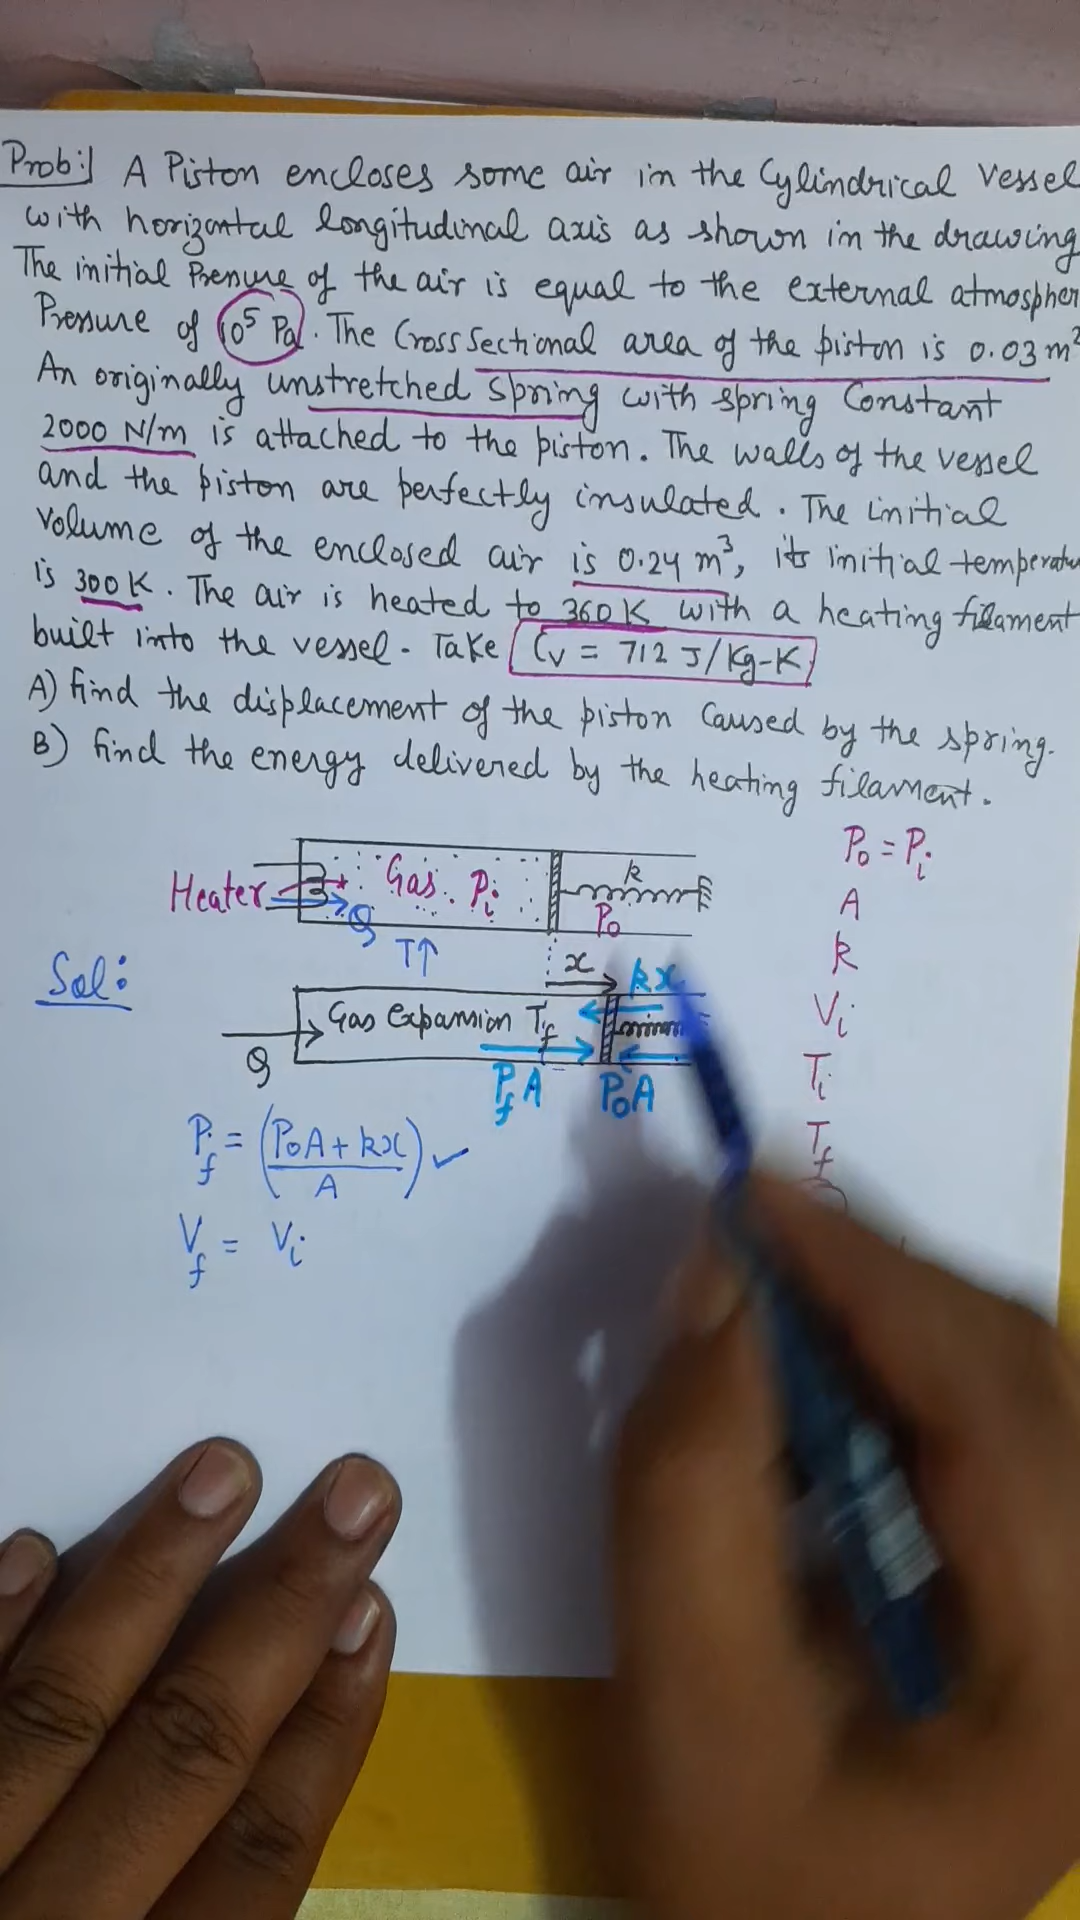 Prob:1 A Piston encloses some air in the Cylindrical Vessel
with horizontal longitudinal axis as shown in the drawing
The initial Pressure of the air is equal to the external atmospher
Pressure of 10⁵ Pa. The Cross Sectional area of the piston is 0.03 m²
An originally unstretched spring with spring Constant
2000 N/m is attached to the piston. The walls of the vessel
and the piston are perfectly insulated. The initial
volume of the enclosed air is 0.24 m³, its initial temperatu
is 300 K. The air is heated to 360 K with a heating filament
built into the vessel. Take Cv = 712 J/Kg-K
A) find the displacement of the piston Caused by the spring.
B) find the energy delivered by the heating filament.
Heater Q Gas Pi k P₀
T↑
P₀ = Pi
A
k
Vi
Ti
Tf
Sol:
x kx
Q Gas Expansion Tf
PfA P₀A
Pf = (P₀A + kx / A) ✓
Vf = Vi